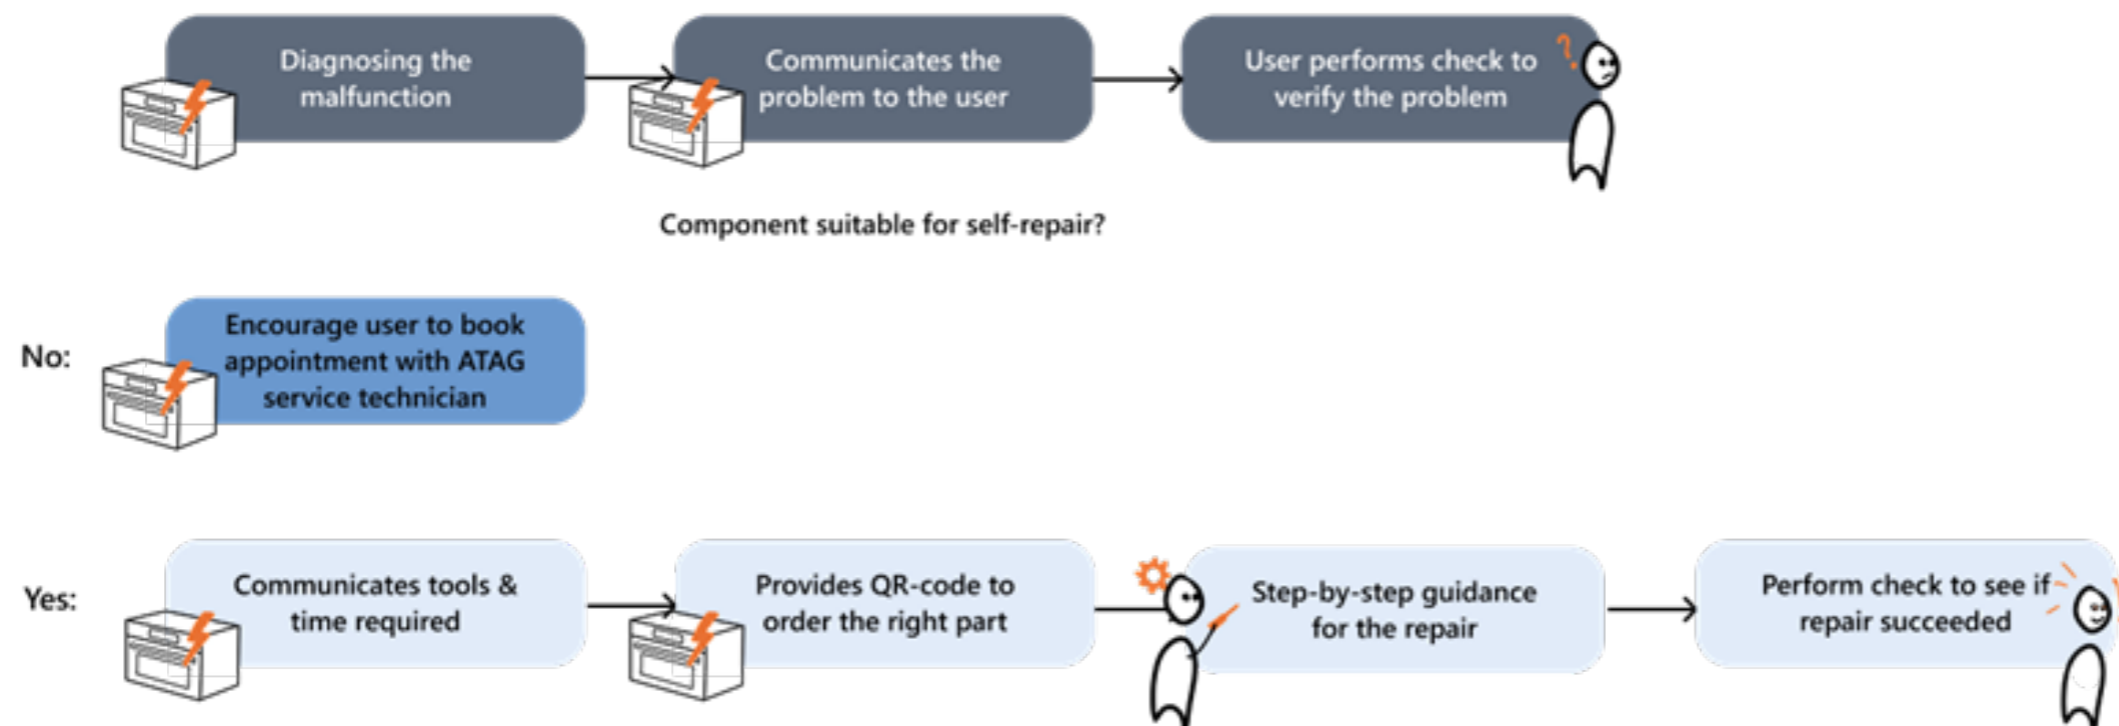 Diagnosing the
malfunction
Communicates the
problem to the user
User performs check to
verify the problem
Component suitable for self-repair?
No:
Encourage user to book
appointment with ATAG
service technician
Yes:
Communicates tools &
time required
Provides QR-code to
order the right part
Step-by-step guidance
for the repair
Perform check to see if
repair succeeded